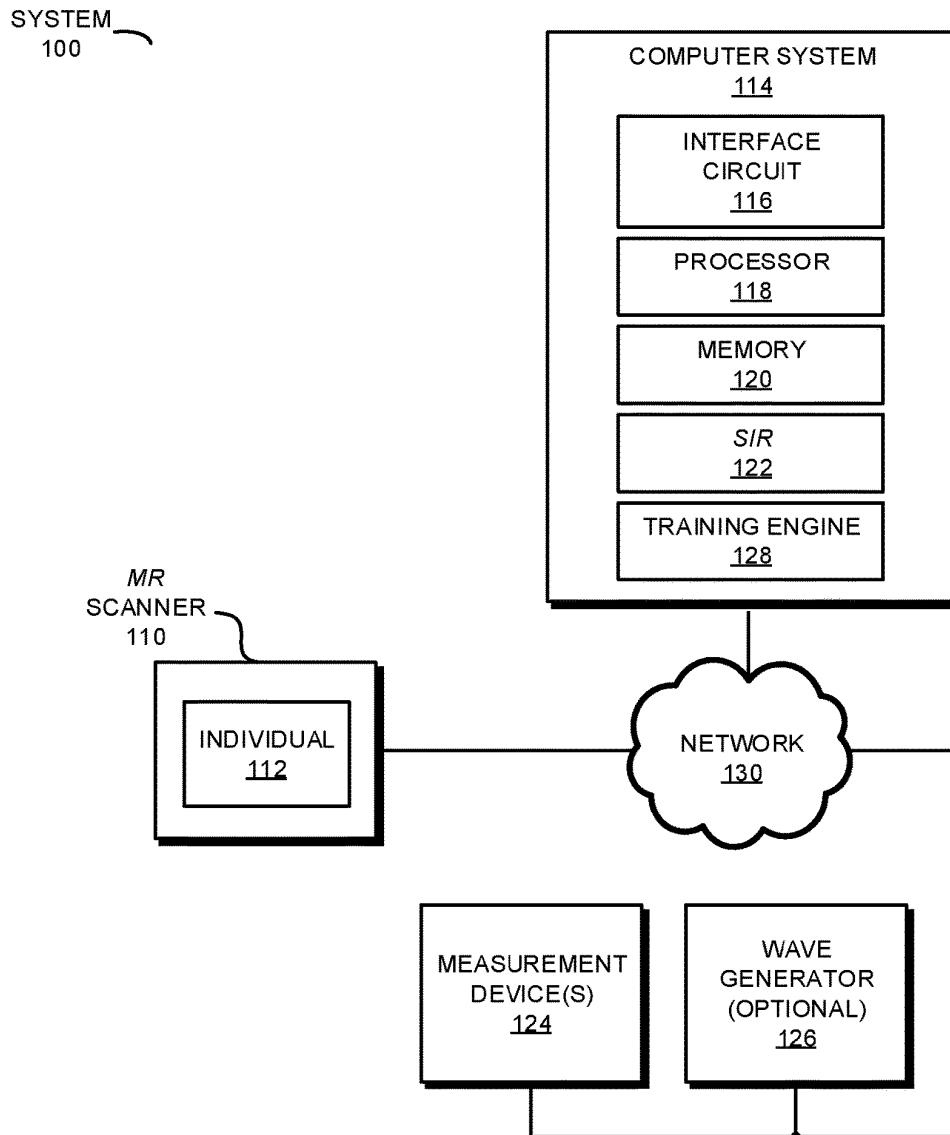 SYSTEM
100
COMPUTER SYSTEM
114
INTERFACE
CIRCUIT
116
PROCESSOR
118
MEMORY
120
SIR
122
TRAINING ENGINE
128
MR
SCANNER
110
INDIVIDUAL
112
NETWORK
130
MEASUREMENT
DEVICE(S)
124
WAVE
GENERATOR
(OPTIONAL)
126